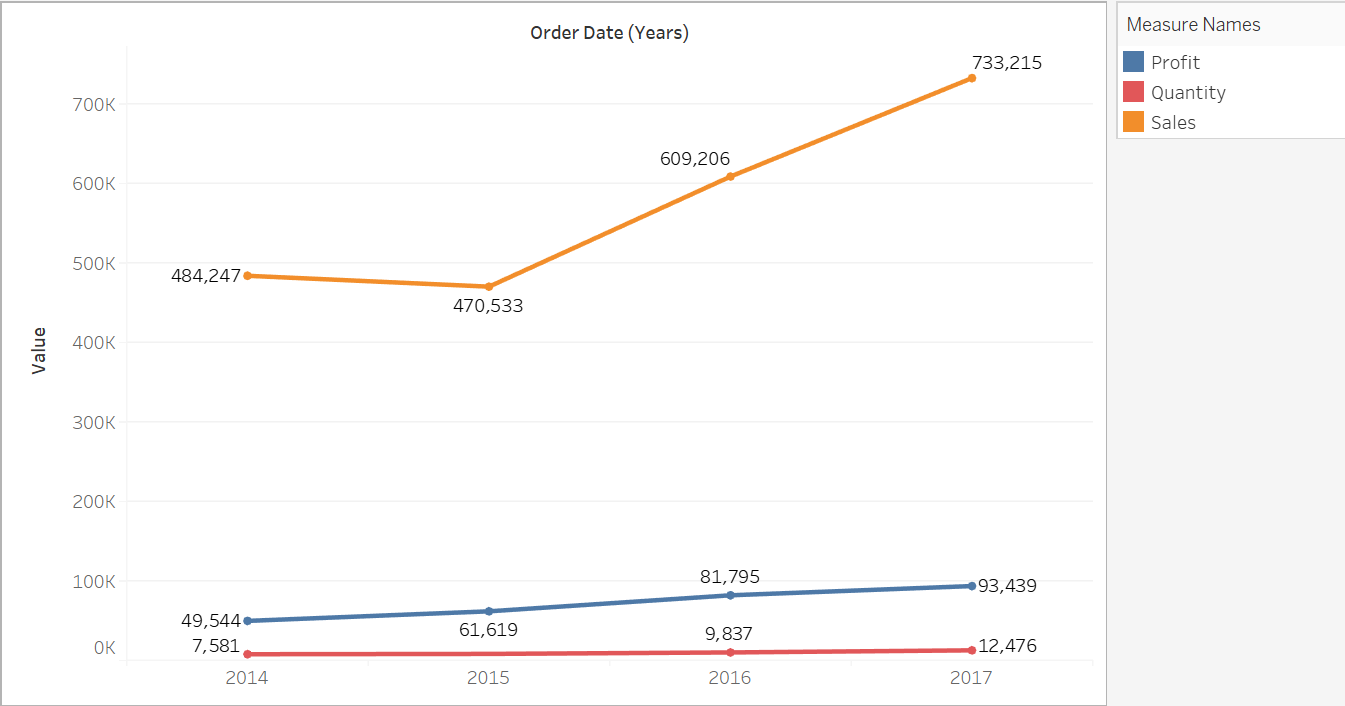 Order Date (Years)
Measure Names
Profit
Quantity
Sales
Value
700K
600K
500K
400K
300K
200K
100K
0K
733,215
609,206
484,247
470,533
81,795
93,439
49,544
61,619
9,837
7,581
12,476
2014 2015 2016 2017